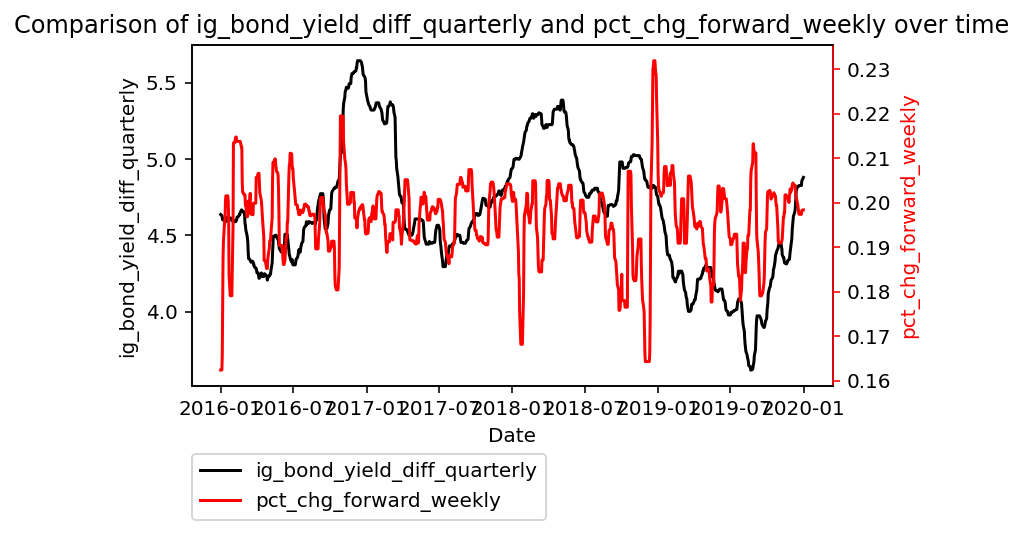 Comparison of ig_bond_yield_diff_quarterly and pct_chg_forward_weekly over time
ig_bond_yield_diff_quarterly
5.5
5.0
4.5
4.0
0.23
0.22
0.21
0.20
0.19
0.18
0.17
0.16
pct_chg_forward_weekly
2016-01 2016-07 2017-01 2017-07 2018-01 2018-07 2019-01 2019-07 2020-01
Date
ig_bond_yield_diff_quarterly
pct_chg_forward_weekly